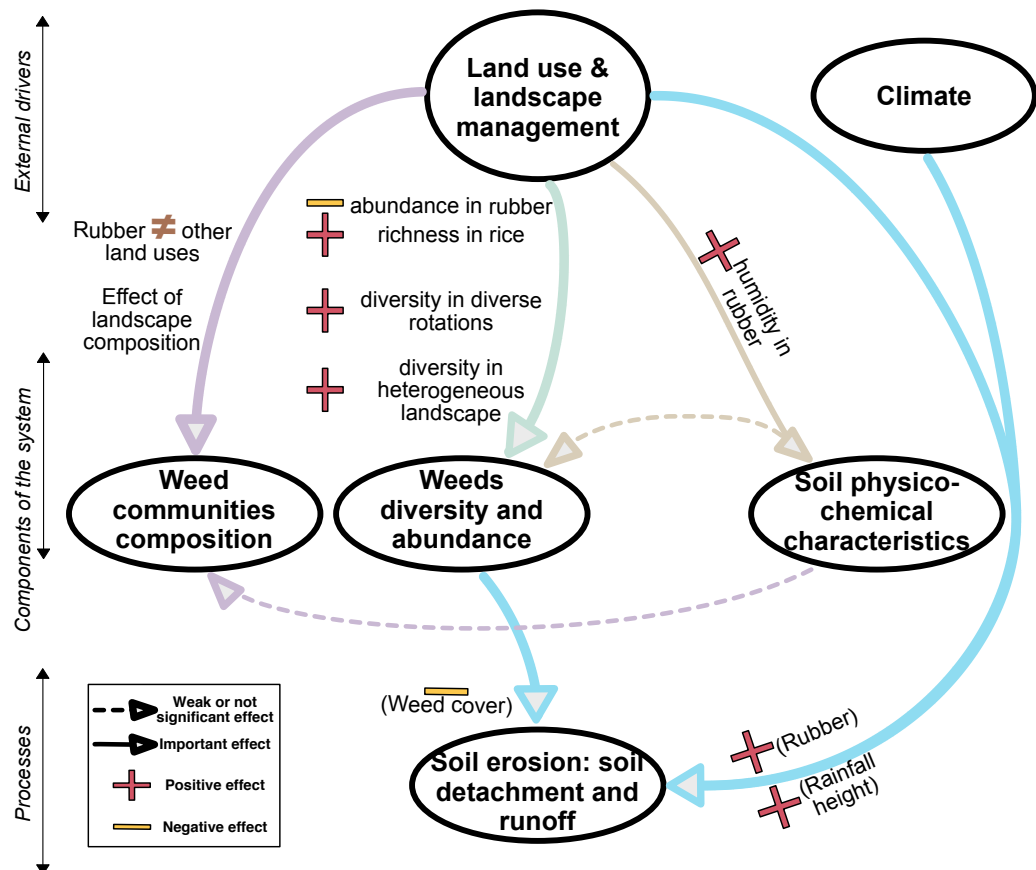 External drivers
Components of the system
Processes
Land use &
landscape
management
Climate
Rubber ≠ other
land uses
Effect of
landscape
composition
abundance in rubber
richness in rice
diversity in diverse
rotations
diversity in
heterogeneous
landscape
humidity in
rubber
Weed
communities
composition
Weeds
diversity and
abundance
Soil physico-
chemical
characteristics
(Weed cover)
(Rubber)
(Rainfall
height)
Soil erosion: soil
detachment and
runoff
Weak or not
significant effect
Important effect
Positive effect
Negative effect